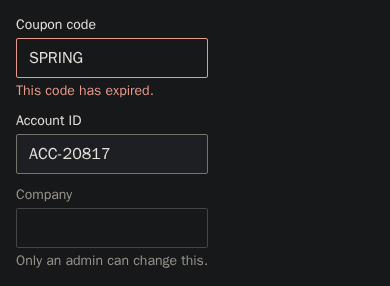 Coupon code
SPRING
This code has expired.
Account ID
ACC-20817
Company
Only an admin can change this.